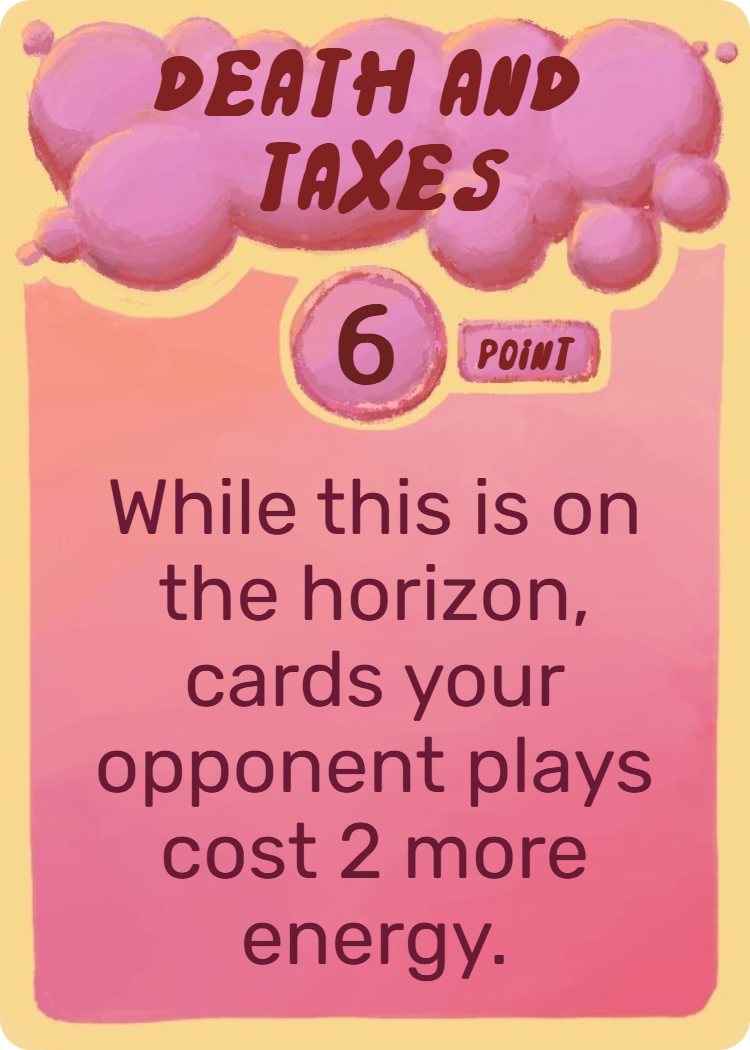 DEATH AND
TAXES
6
POINT
While this is on
the horizon,
cards your
opponent plays
cost 2 more
energy.